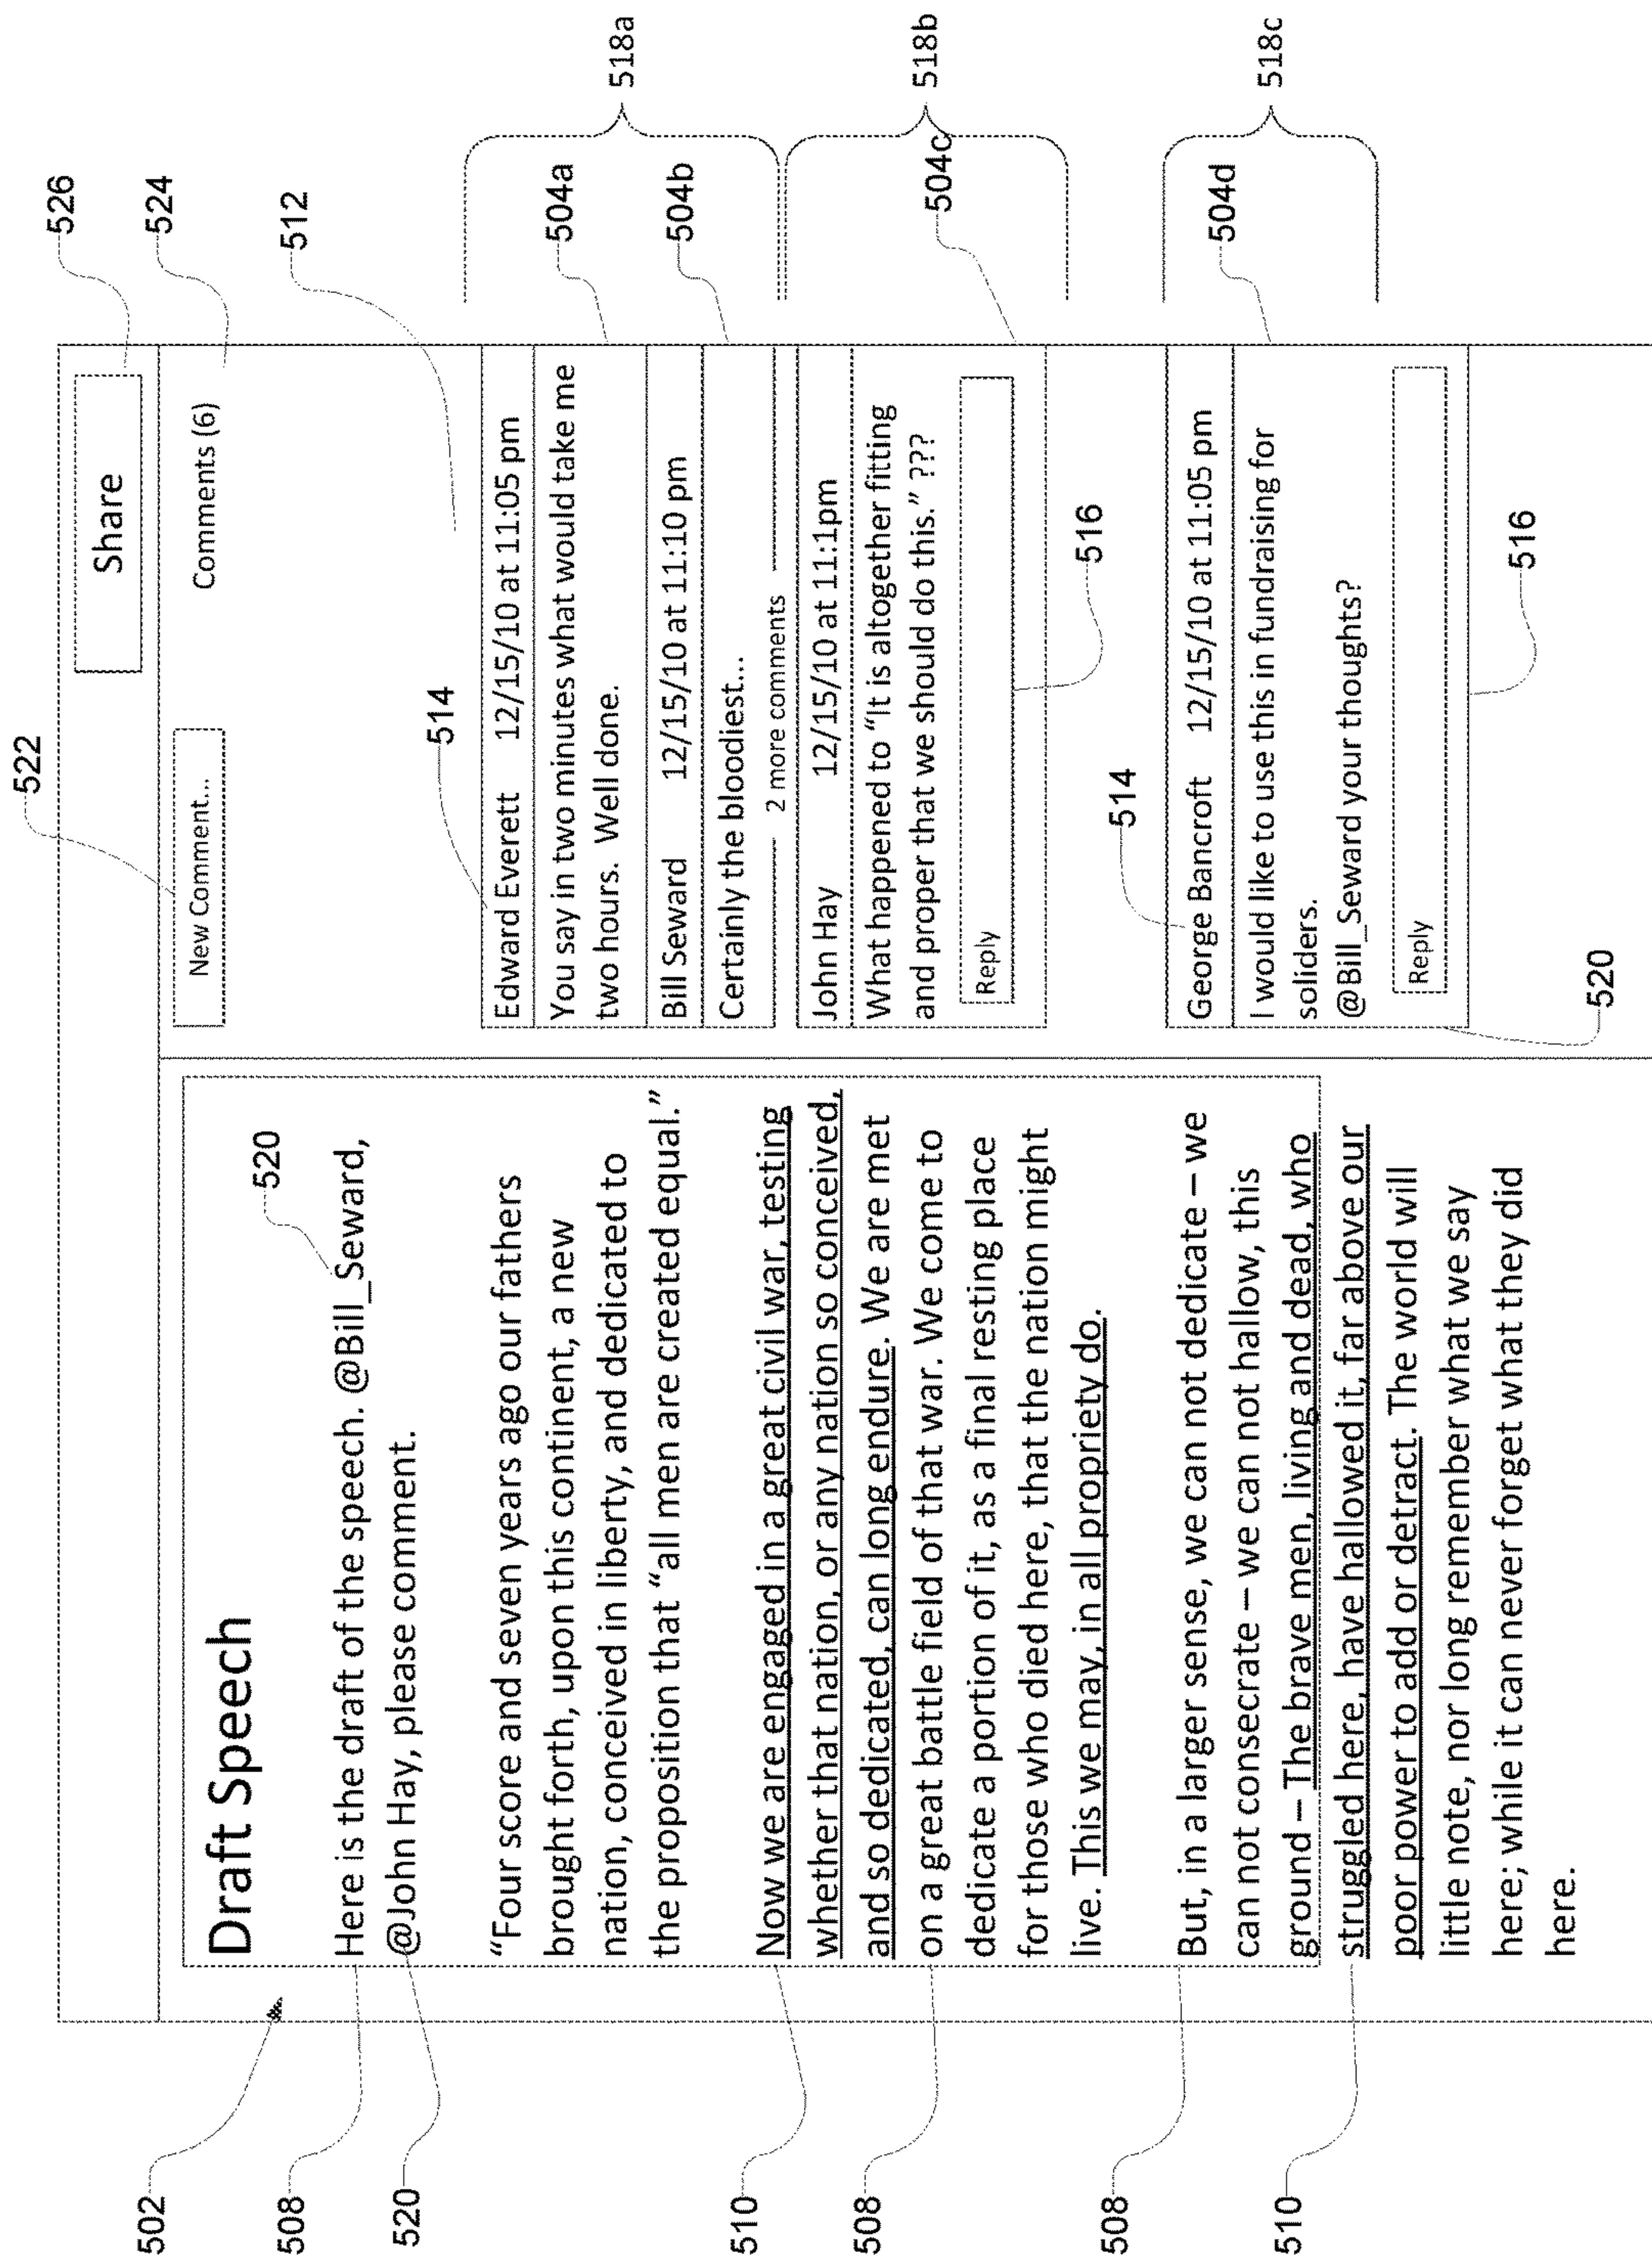 526
Share
524
522
New Comment...
Comments (6)
512
502
Draft Speech
508
Here is the draft of the speech. @Bill_Seward,
520
520
@John Hay, please comment.
514
Edward Everett 12/15/10 at 11:05 pm
518a
“Four score and seven years ago our fathers
brought forth, upon this continent, a new
nation, conceived in liberty, and dedicated to
the proposition that “all men are created equal.”
You say in two minutes what would take me
two hours. Well done.
504a
Bill Seward 12/15/10 at 11:10 pm
Certainly the bloodiest...
504b
2 more comments
510
Now we are engaged in a great civil war, testing
whether that nation, or any nation so conceived,
and so dedicated, can long endure. We are met
508
on a great battle field of that war. We come to
dedicate a portion of it, as a final resting place
for those who died here, that the nation might
live. This we may, in all propriety do.
John Hay 12/15/10 at 11:1pm
What happened to “It is altogether fitting
and proper that we should do this.” ???
Reply
518b
504c
516
508
But, in a larger sense, we can not dedicate – we
can not consecrate – we can not hallow, this
510
ground – The brave men, living and dead, who
struggled here, have hallowed it, far above our
poor power to add or detract. The world will
little note, nor long remember what we say
here; while it can never forget what they did
here.
514
George Bancroft 12/15/10 at 11:05 pm
I would like to use this in fundraising for
soliders.
@Bill_Seward your thoughts?
Reply
504d
518c
516
520